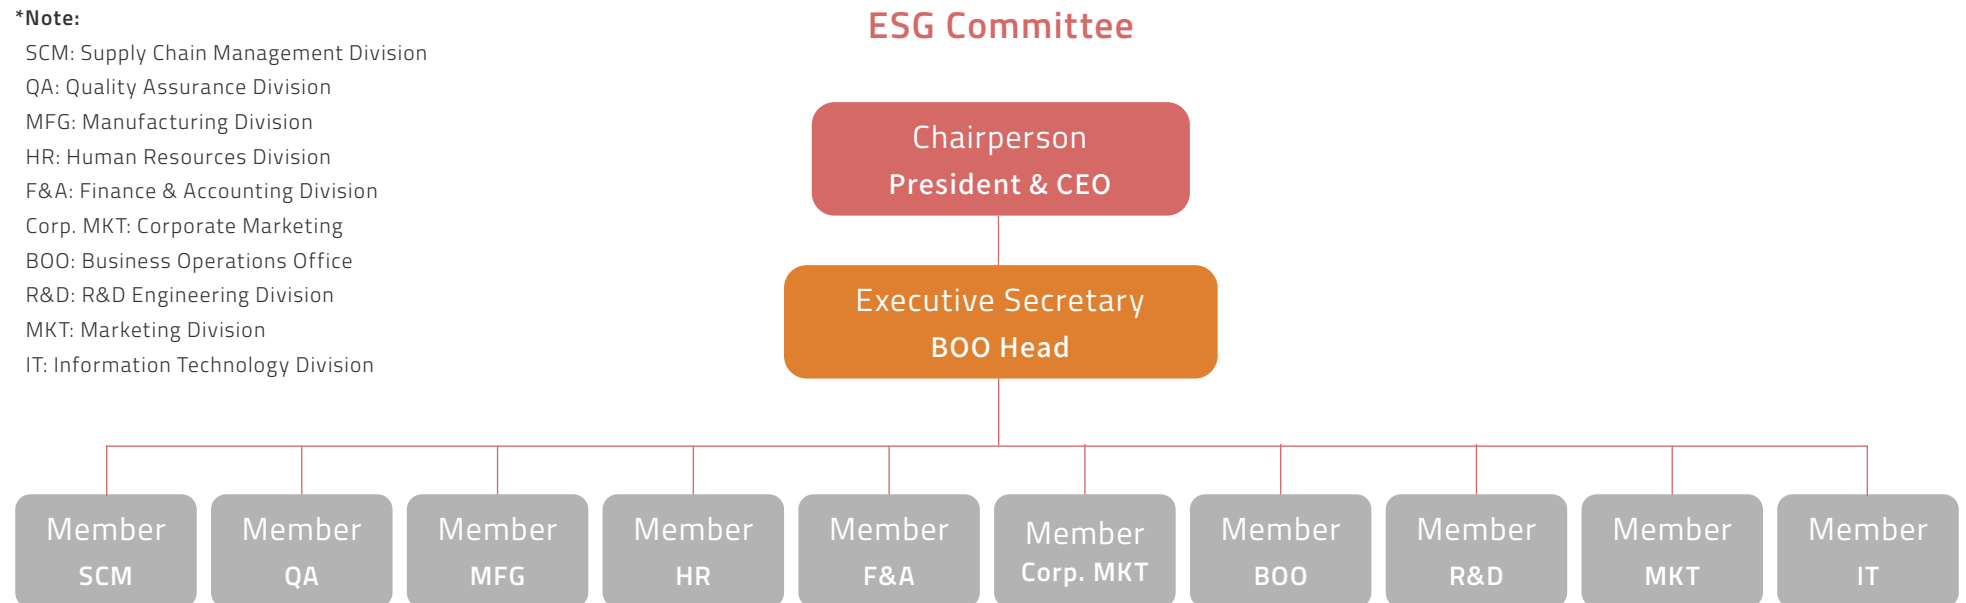 *Note:
SCM: Supply Chain Management Division
QA: Quality Assurance Division
MFG: Manufacturing Division
HR: Human Resources Division
F&A: Finance & Accounting Division
Corp. MKT: Corporate Marketing
BOO: Business Operations Office
R&D: R&D Engineering Division
MKT: Marketing Division
IT: Information Technology Division
ESG Committee
Chairperson
President & CEO
Executive Secretary
BOO Head
Member
SCM
Member
QA
Member
MFG
Member
HR
Member
F&A
Member
Corp. MKT
Member
BOO
Member
R&D
Member
MKT
Member
IT